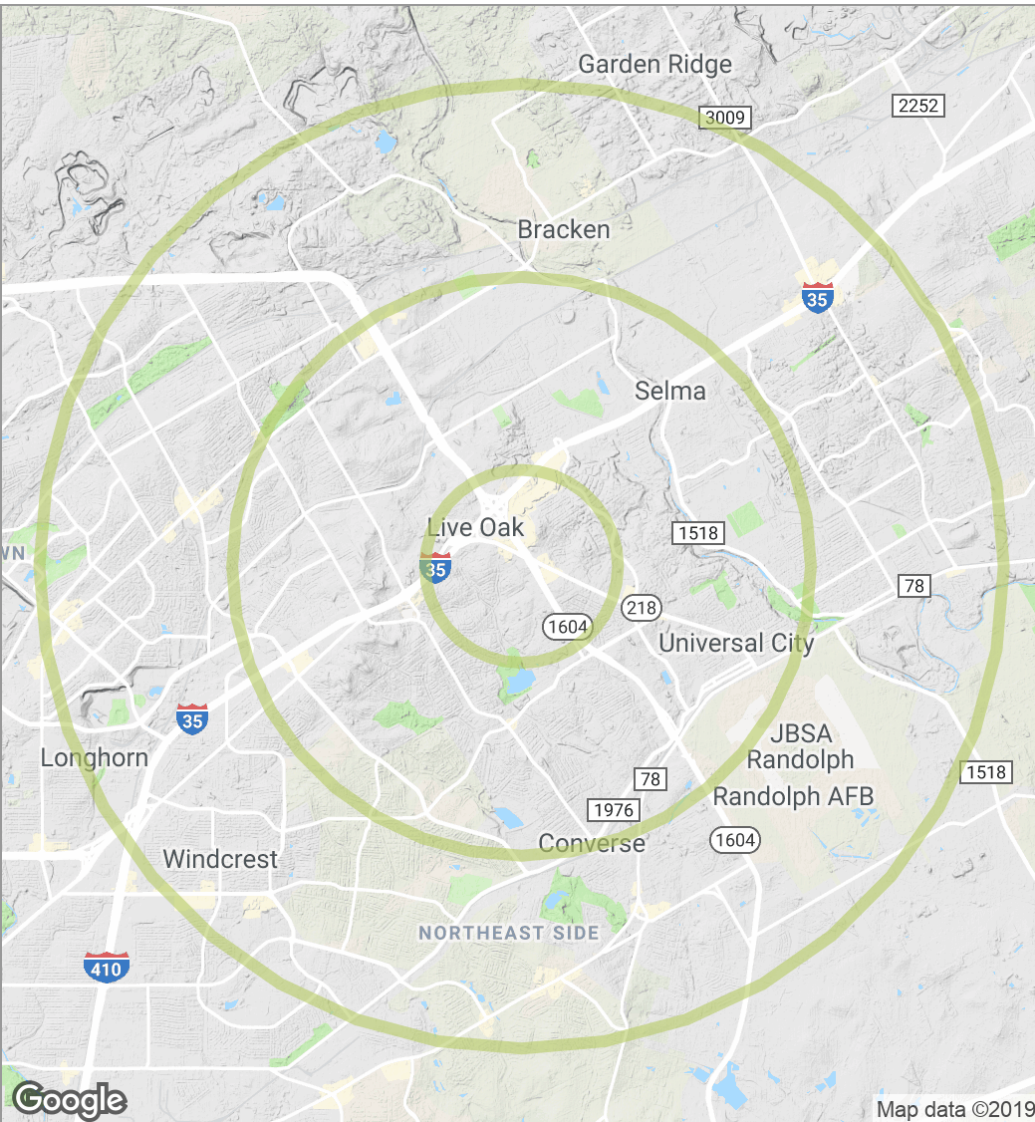 Garden Ridge
2252
3009
Bracken
35
Selma
Live Oak
1518
WN
35
78
218
1604
Universal City
35
JBSA
Randolph
Longhorn
78
1518
Randolph AFB
1976
1604
Converse
Windcrest
NORTHEAST SIDE
410
Google
Map data ©2019